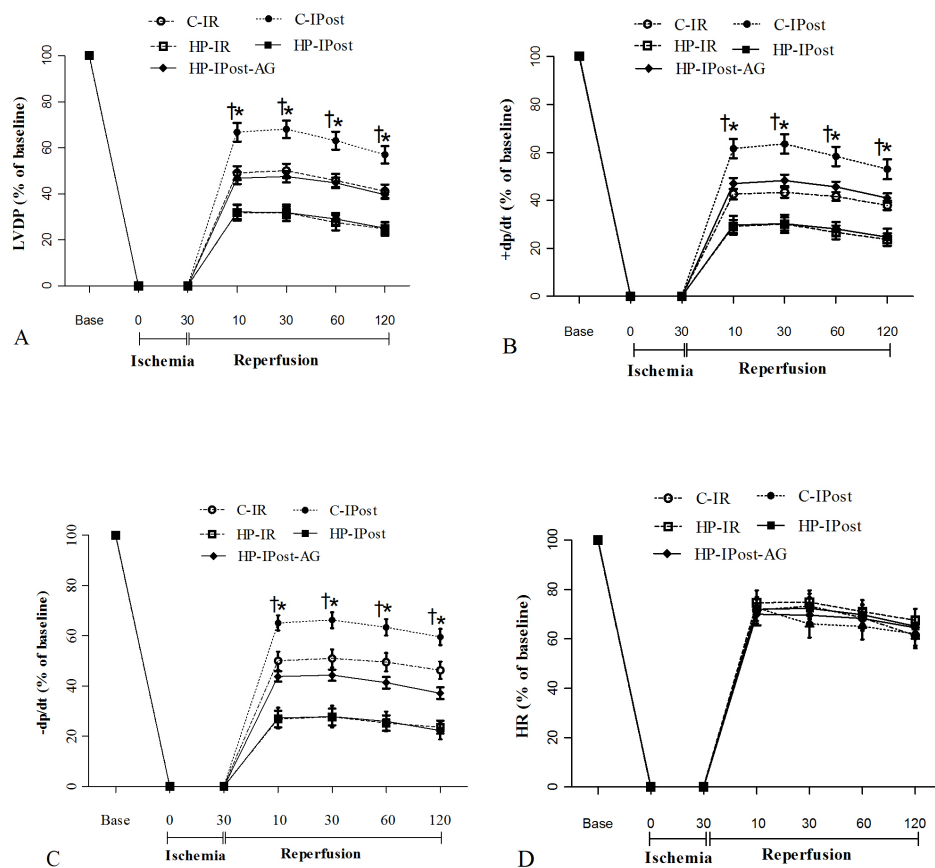 C-IR C-IPost
HP-IR HP-IPost
HP-IPost-AG
LVDP (% of baseline)
100
80
60
40
20
0
†* †* †* †*
Base 0 30 10 30 60 120
Ischemia Reperfusion
A
C-IR C-IPost
HP-IR HP-IPost
HP-IPost-AG
+dp/dt (% of baseline)
100
80
60
40
20
0
†* †* †* †*
Base 0 30 10 30 60 120
Ischemia Reperfusion
B
C-IR C-IPost
HP-IR HP-IPost
HP-IPost-AG
-dp/dt (% of baseline)
100
80
60
40
20
0
†* †* †* †*
Base 0 30 10 30 60 120
Ischemia Reperfusion
C
C-IR C-IPost
HP-IR HP-IPost
HP-IPost-AG
HR (% of baseline)
100
80
60
40
20
0
Base 0 30 10 30 60 120
Ischemia Reperfusion
D